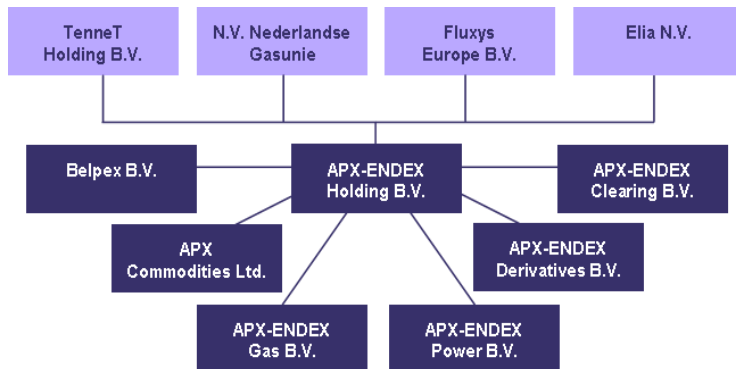 TenneT
Holding B.V.
N.V. Nederlandse
Gasunie
Fluxys
Europe B.V.
Elia N.V.
Belpex B.V.
APX-ENDEX
Holding B.V.
APX-ENDEX
Clearing B.V.
APX
Commodities Ltd.
APX-ENDEX
Derivatives B.V.
APX-ENDEX
Gas B.V.
APX-ENDEX
Power B.V.